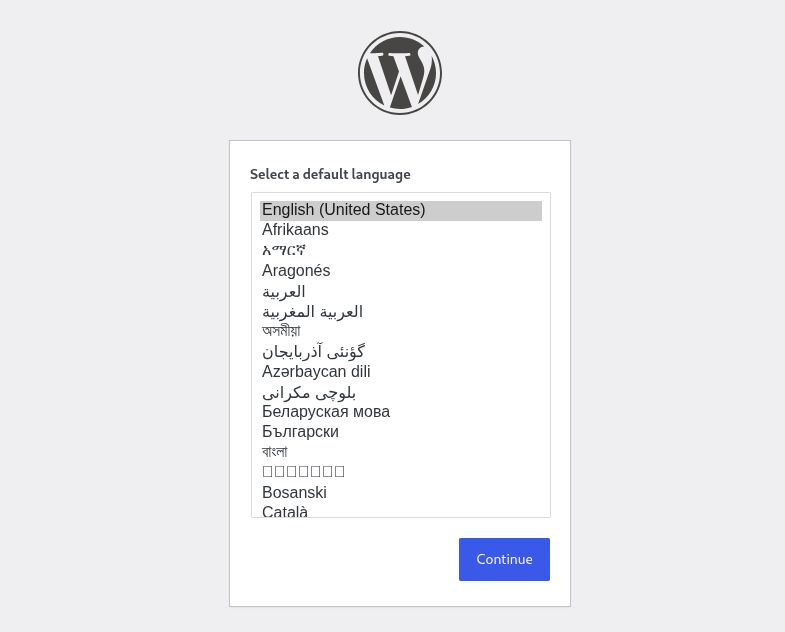 Select a default language
English (United States)
Afrikaans
አማርኛ
Aragonés
العربية
العربية المغربية
অসমীয়া
گؤنئی آذربایجان
Azərbaycan dili
بلوچی مکرانی
Беларуская мова
Български
বাংলা
Bosanski
Català
Continue